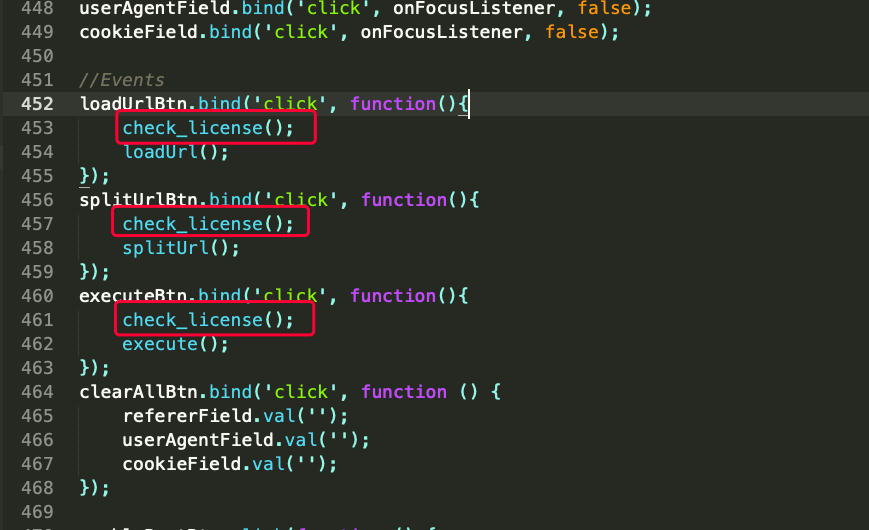 448 userAgentField.bind('click', onFocusListener, false);
449 cookieField.bind('click', onFocusListener, false);
450
451 //Events
452 loadUrlBtn.bind('click', function(){
453 check_license();
454 loadUrl();
455 });
456 splitUrlBtn.bind('click', function(){
457 check_license();
458 splitUrl();
459 });
460 executeBtn.bind('click', function(){
461 check_license();
462 execute();
463 });
464 clearAllBtn.bind('click', function () {
465 refererField.val('');
466 userAgentField.val('');
467 cookieField.val('');
468 });
469